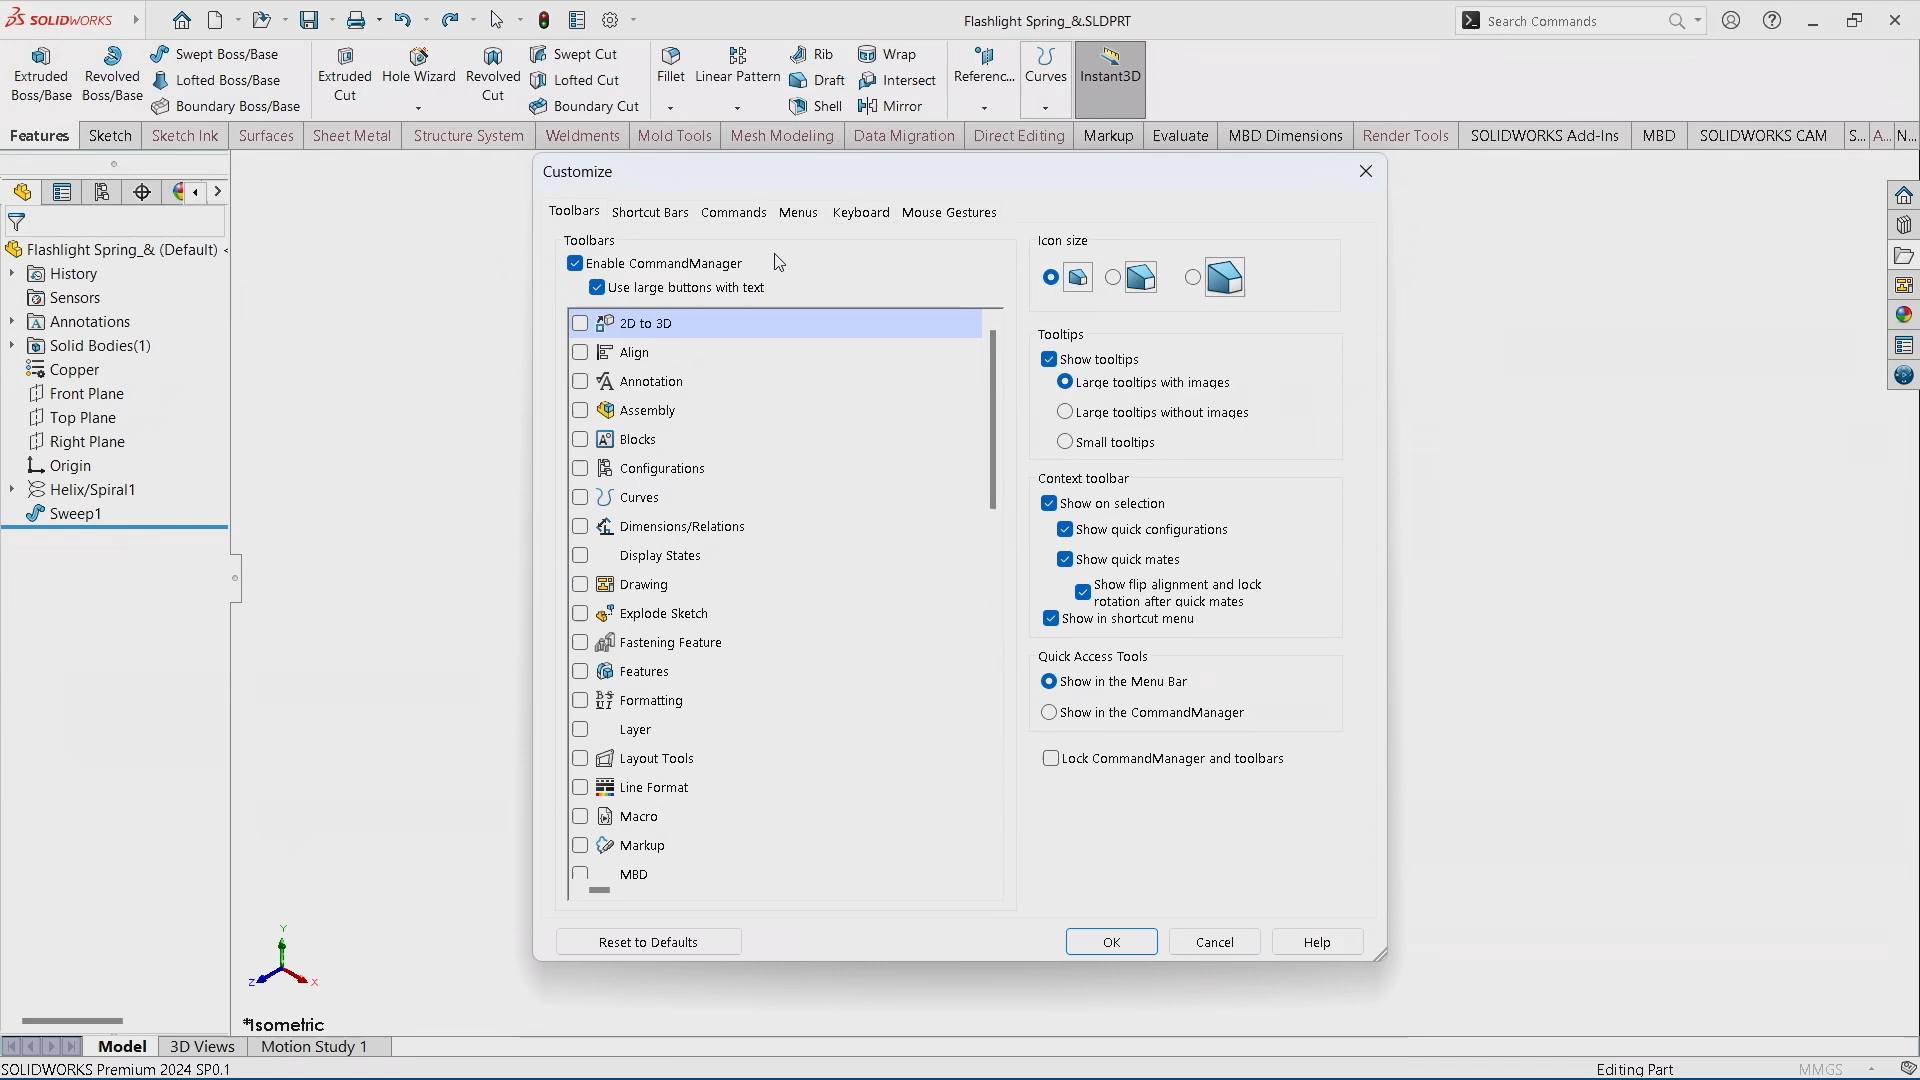 SOLIDWORKS
Flashlight Spring_&.SLDPRT
Search Commands
Extruded Boss/Base
Revolved Boss/Base
Swept Boss/Base
Lofted Boss/Base
Boundary Boss/Base
Extruded Cut
Hole Wizard
Revolved Cut
Swept Cut
Lofted Cut
Boundary Cut
Fillet
Linear Pattern
Rib
Draft
Shell
Wrap
Intersect
Mirror
Referenc...
Curves
Instant3D
Features
Sketch
Sketch Ink
Surfaces
Sheet Metal
Structure System
Weldments
Mold Tools
Mesh Modeling
Data Migration
Direct Editing
Markup
Evaluate
MBD Dimensions
Render Tools
SOLIDWORKS Add-Ins
MBD
SOLIDWORKS CAM
S...
A...
N...
Flashlight Spring_& (Default) <
History
Sensors
Annotations
Solid Bodies(1)
Copper
Front Plane
Top Plane
Right Plane
Origin
Helix/Spiral1
Sweep1
Customize
Toolbars
Shortcut Bars
Commands
Menus
Keyboard
Mouse Gestures
Toolbars
Enable CommandManager
Use large buttons with text
2D to 3D
Align
Annotation
Assembly
Blocks
Configurations
Curves
Dimensions/Relations
Display States
Drawing
Explode Sketch
Fastening Feature
Features
Formatting
Layer
Layout Tools
Line Format
Macro
Markup
MBD
Icon size
Tooltips
Show tooltips
Large tooltips with images
Large tooltips without images
Small tooltips
Context toolbar
Show on selection
Show quick configurations
Show quick mates
Show flip alignment and lock
rotation after quick mates
Show in shortcut menu
Quick Access Tools
Show in the Menu Bar
Show in the CommandManager
Lock CommandManager and toolbars
Reset to Defaults
OK
Cancel
Help
Y
Z
X
*Isometric
Model
3D Views
Motion Study 1
SOLIDWORKS Premium 2024 SP0.1
Editing Part
MMGS